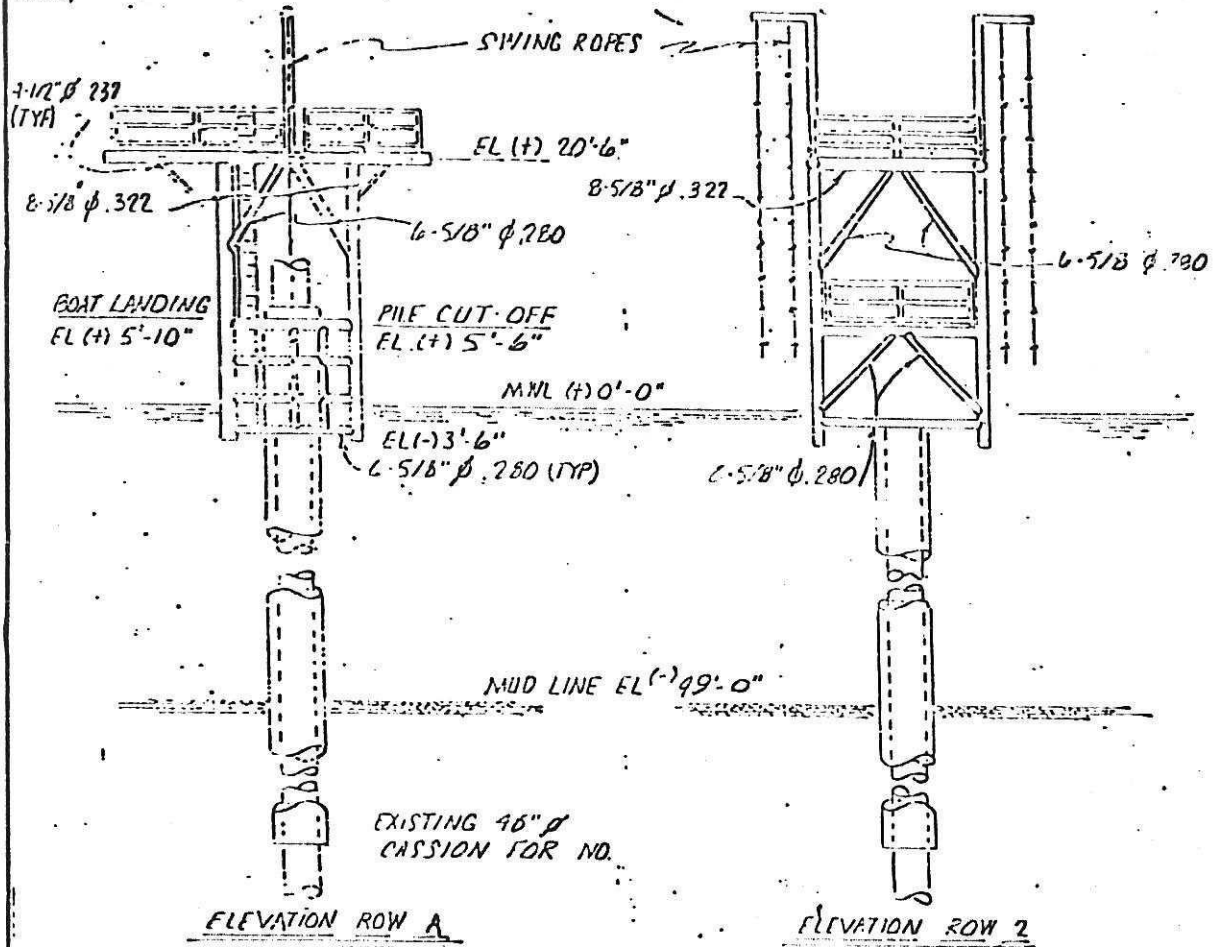 SWING ROPES
4-1/2" Ø 237
(TYP)
EL (+) 20'-6"
8-5/8 Ø .322
8-5/8" Ø .322
6-5/8" Ø .280
6-5/8 Ø .280
BOAT LANDING
EL (+) 5'-10"
PILE CUT-OFF
EL. (+) 5'-6"
MWL (+) 0'-0"
EL (-) 3'-6"
6-5/8" Ø .280 (TYP)
6-5/8" Ø .280
MUD LINE EL (-) 49'-0"
EXISTING 46" Ø
CASSION FOR NO.
ELEVATION ROW A
ELEVATION ROW 2